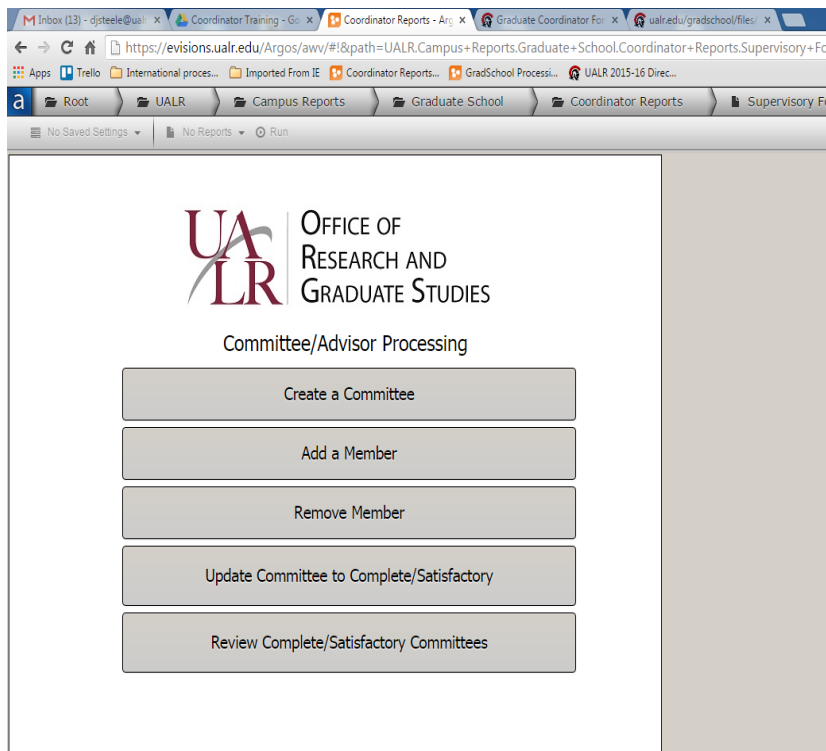 Inbox (13) - djsteele@ual
Coordinator Training - Go
Coordinator Reports - Arg
Graduate Coordinator For
ualr.edu/gradschool/files/
https://evisions.ualr.edu/Argos/awv/#!&path=UALR.Campus+Reports.Graduate+School.Coordinator+Reports.Supervisory+Fo
Apps Trello International proces... Imported From IE Coordinator Reports... GradSchool Processi... UALR 2015-16 Direc...
a Root UALR Campus Reports Graduate School Coordinator Reports Supervisory F
No Saved Settings No Reports Run
UA
LR
OFFICE OF
RESEARCH AND
GRADUATE STUDIES
Committee/Advisor Processing
Create a Committee
Add a Member
Remove Member
Update Committee to Complete/Satisfactory
Review Complete/Satisfactory Committees